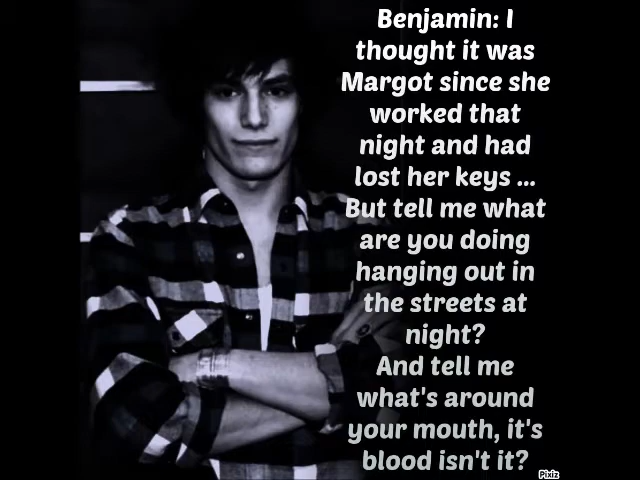 Benjamin: I
thought it was
Margot since she
worked that
night and had
lost her keys ...
But tell me what
are you doing
hanging out in
the streets at
night?
And tell me
what's around
your mouth, it's
blood isn't it?
Pixiz